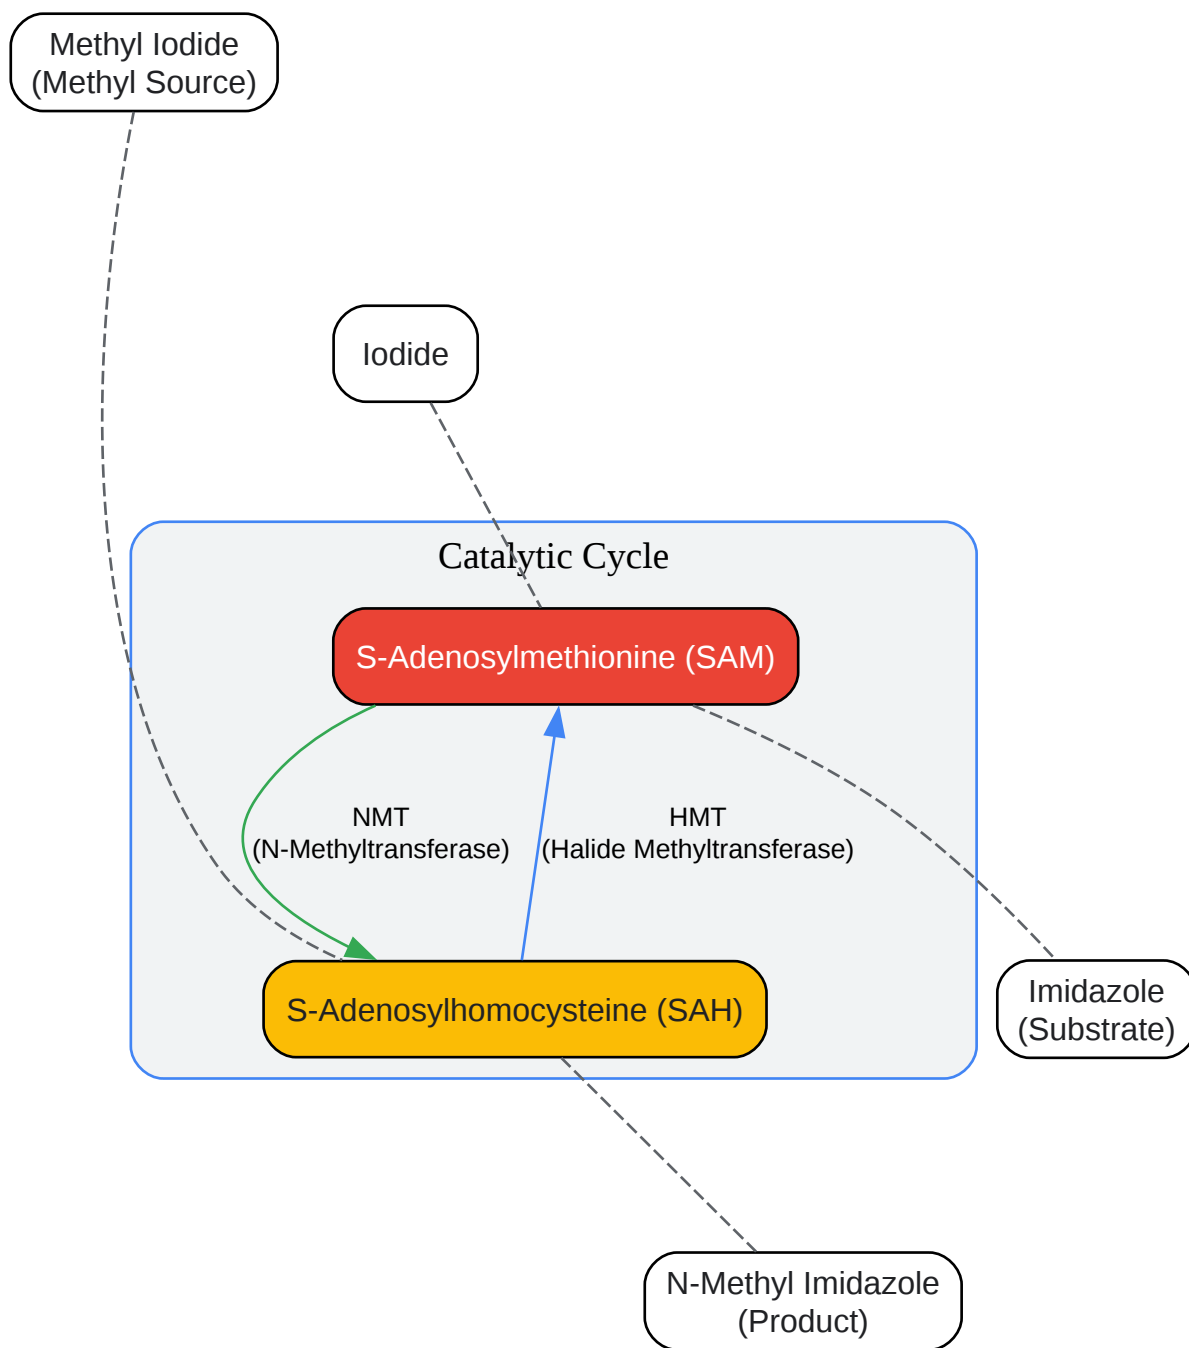 Methyl Iodide
(Methyl Source)
Iodide
Catalytic Cycle
S-Adenosylmethionine (SAM)
NMT
(N-Methyltransferase)
HMT
(Halide Methyltransferase)
S-Adenosylhomocysteine (SAH)
Imidazole
(Substrate)
N-Methyl Imidazole
(Product)